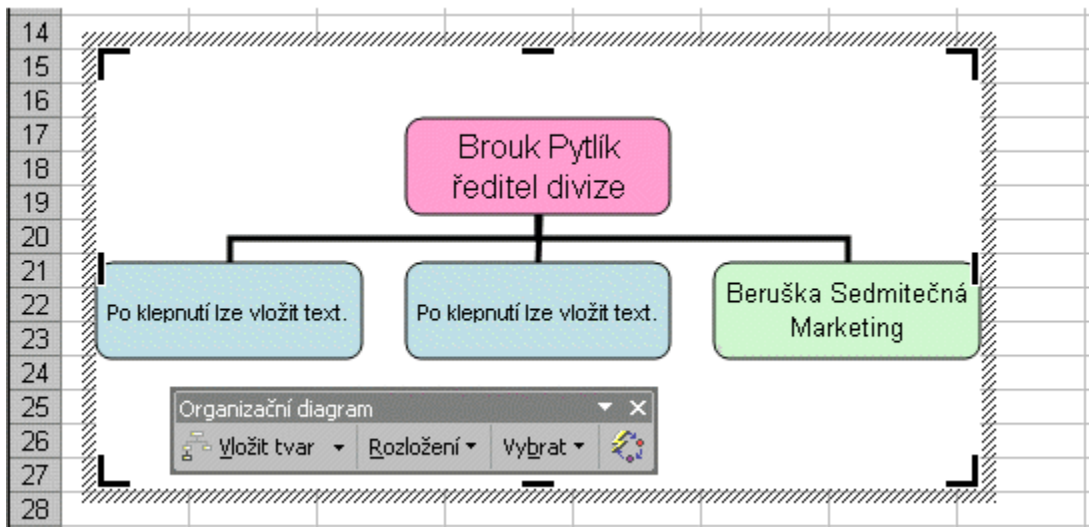 14
15
16
17
18
19
20
21
22
23
24
25
26
27
28
Brouk Pytlík
ředitel divize
Po klepnutí lze vložit text.
Po klepnutí lze vložit text.
Beruška Sedmitečná
Marketing
Organizační diagram
Vložit tvar
Rozložení
Vybrat